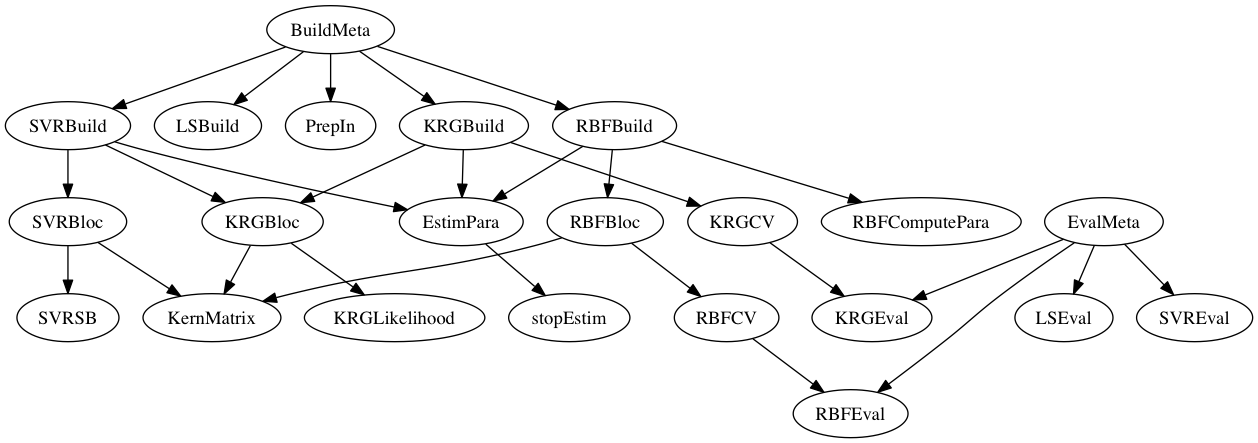 BuildMeta
SVRBuild
LSBuild
PrepIn
KRGBuild
RBFBuild
SVRBloc
KRGBloc
EstimPara
RBFBloc
KRGCV
RBFComputePara
EvalMeta
SVRSB
KernMatrix
KRGLikelihood
stopEstim
RBFCV
KRGEval
LSEval
SVREval
RBFEval